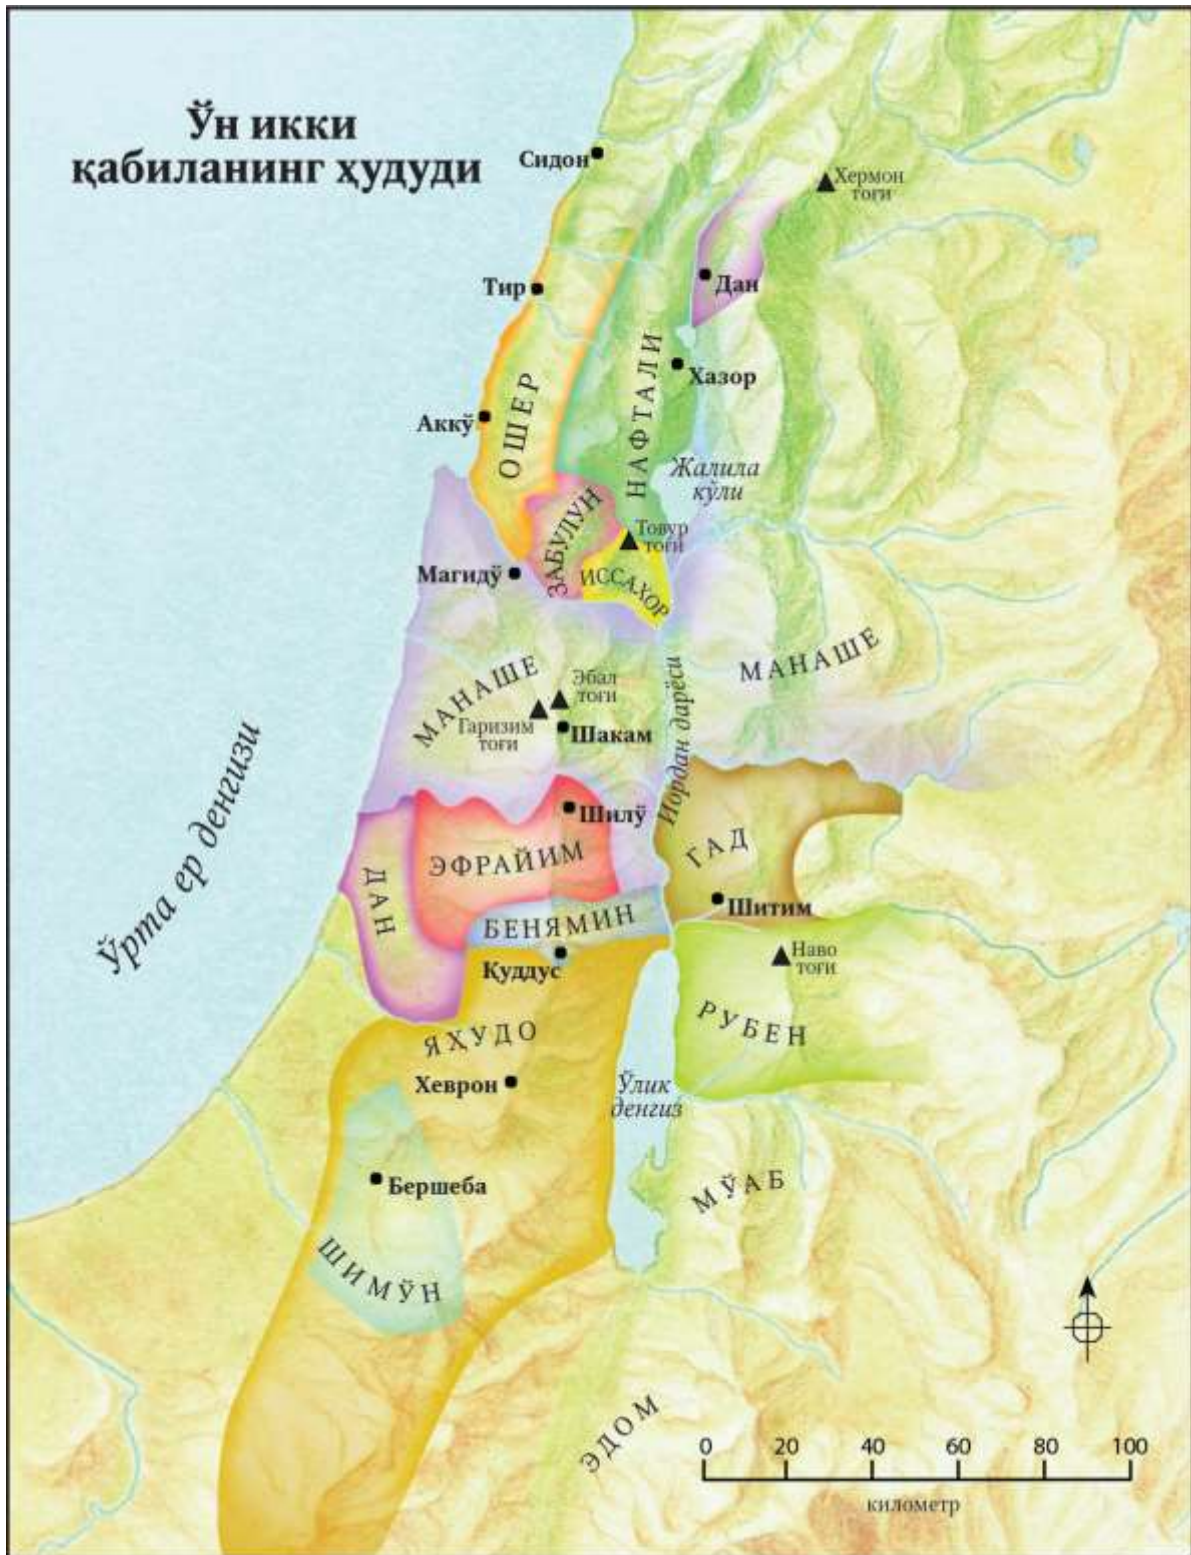 Ўн икки
қабиланинг ҳудуди
Сидон
Хермон
тоғи
Тир
Дан
НАФТАЛИ
Хазор
ОШЕР
Аккў
Жалила
кўли
ЗАБУЛУН
Товур
тоғи
Магидў
ИССАХОР
МАНАШЕ
МАНАШЕ
Эбал
тоғи
Гаризим
тоғи
Шакам
Иордан дарёси
Ўрта ер денгизи
Шилў
ЭФРАЙИМ
ГАД
ДАН
Шитим
БЕНЯМИН
Наво
тоғи
Қуддус
РУБЕН
ЯҲУДО
Хеврон
Ўлик
денгиз
Бершеба
МЎАБ
ШИМЎН
ЭДОМ
0 20 40 60 80 100
километр